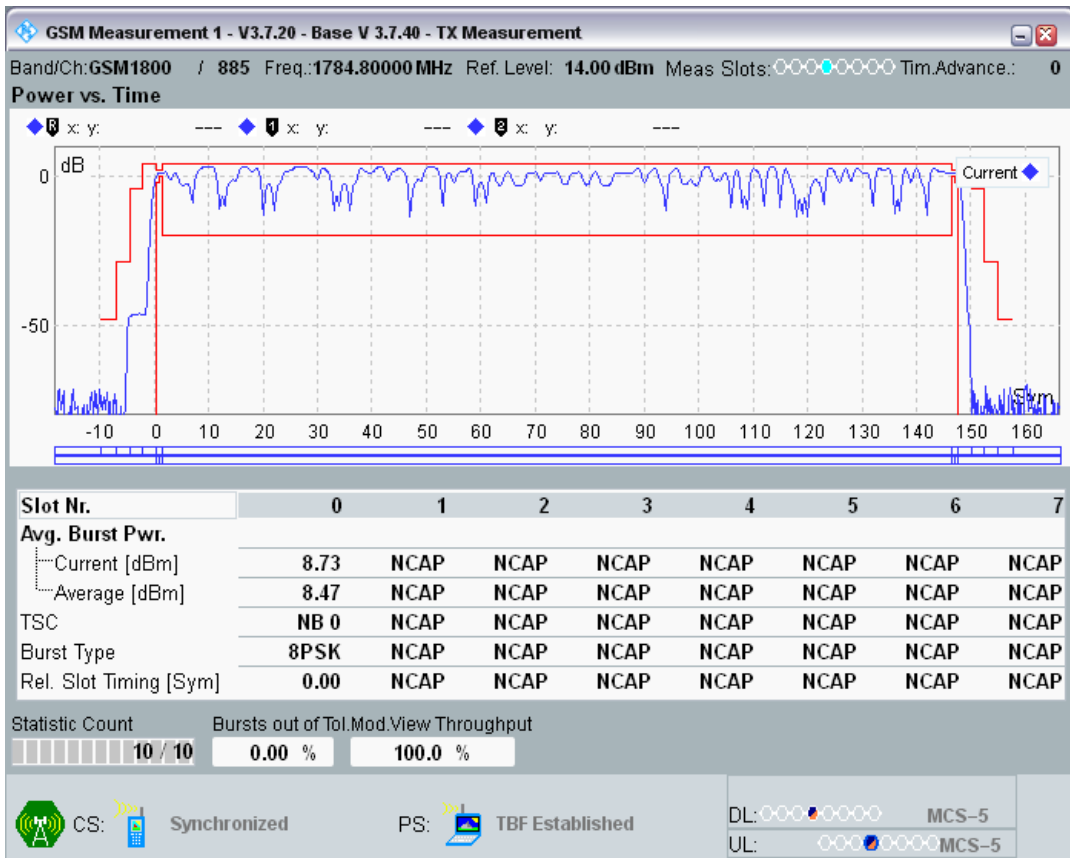 GSM Measurement 1 - V3.7.20 - Base V 3.7.40 - TX Measurement
Band/Ch:GSM1800 / 885 Freq.:1784.80000 MHz Ref. Level: 14.00 dBm Meas Slots: Tim.Advance.: 0
Power vs. Time
R x: y: --- 1 x: y: --- 2 x: y: ---
dB
Current
0
-50
Sym
-10 0 10 20 30 40 50 60 70 80 90 100 110 120 130 140 150 160
Slot Nr. 0 1 2 3 4 5 6 7
Avg. Burst Pwr.
Current [dBm] 8.73 NCAP NCAP NCAP NCAP NCAP NCAP NCAP
Average [dBm] 8.47 NCAP NCAP NCAP NCAP NCAP NCAP NCAP
TSC NB 0 NCAP NCAP NCAP NCAP NCAP NCAP NCAP
Burst Type 8PSK NCAP NCAP NCAP NCAP NCAP NCAP NCAP
Rel. Slot Timing [Sym] 0.00 NCAP NCAP NCAP NCAP NCAP NCAP NCAP
Statistic Count Bursts out of Tol.Mod.View Throughput
10 / 10 0.00 % 100.0 %
CS: Synchronized PS: TBF Established DL: MCS-5
UL: MCS-5